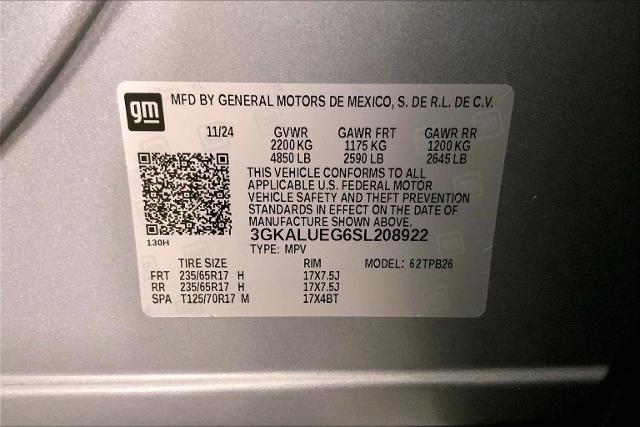 gm
MFD BY GENERAL MOTORS DE MEXICO, S. DE R.L. DE C.V.
11/24 GVWR GAWR FRT GAWR RR
2200 KG 1175 KG 1200 KG
4850 LB 2590 LB 2645 LB
THIS VEHICLE CONFORMS TO ALL
APPLICABLE U.S. FEDERAL MOTOR
VEHICLE SAFETY AND THEFT PREVENTION
STANDARDS IN EFFECT ON THE DATE OF
MANUFACTURE SHOWN ABOVE.
3GKALUEG6SL208922
130H
TYPE: MPV
TIRE SIZE RIM MODEL: 62TPB26
FRT 235/65R17 H 17X7.5J
RR 235/65R17 H 17X7.5J
SPA T125/70R17 M 17X4BT